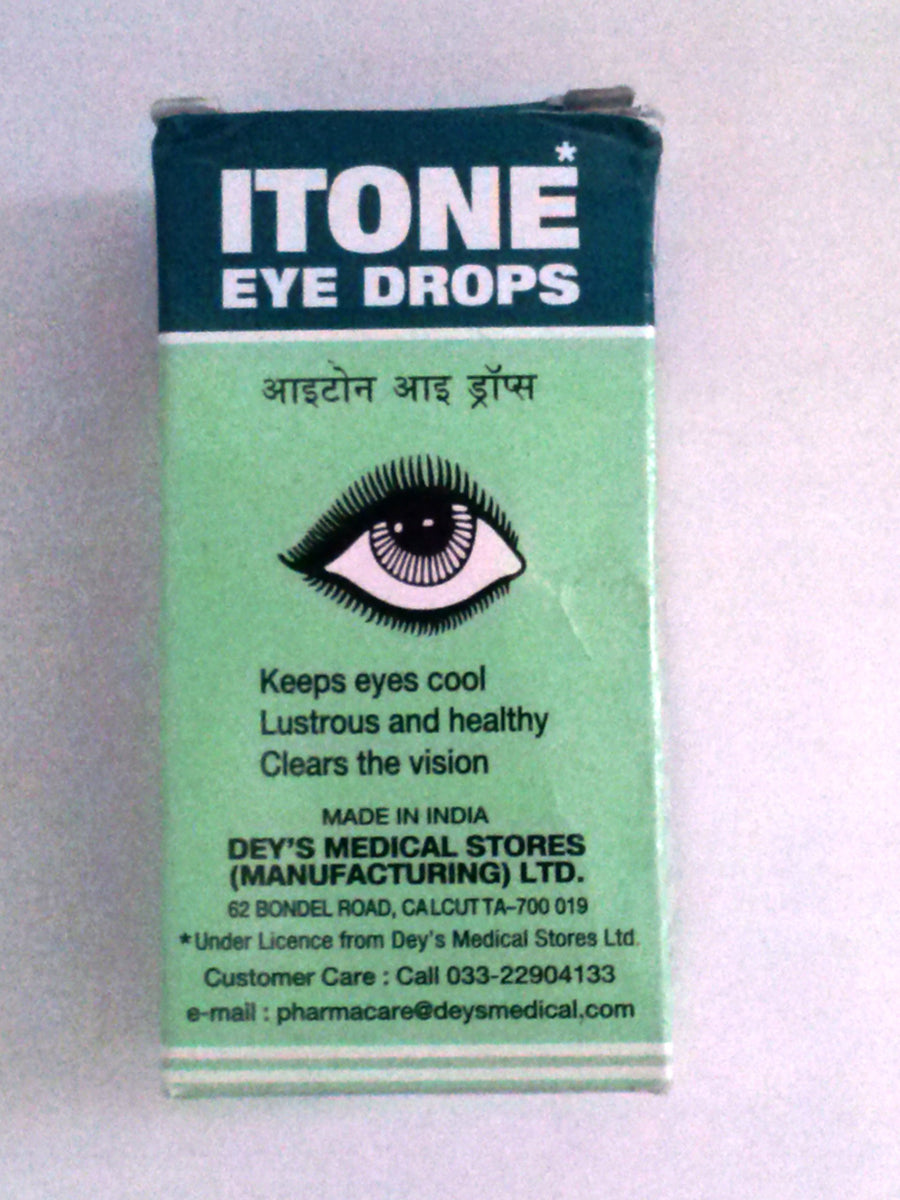 ITONE*
EYE DROPS
आइटोन आइ ड्रॉप्स
Keeps eyes cool
Lustrous and healthy
Clears the vision
MADE IN INDIA
DEY'S MEDICAL STORES
(MANUFACTURING) LTD.
62 BONDEL ROAD, CALCUTTA-700 019
*Under Licence from Dey's Medical Stores Ltd.
Customer Care : Call 033-22904133
e-mail : pharmacare@deysmedical.com